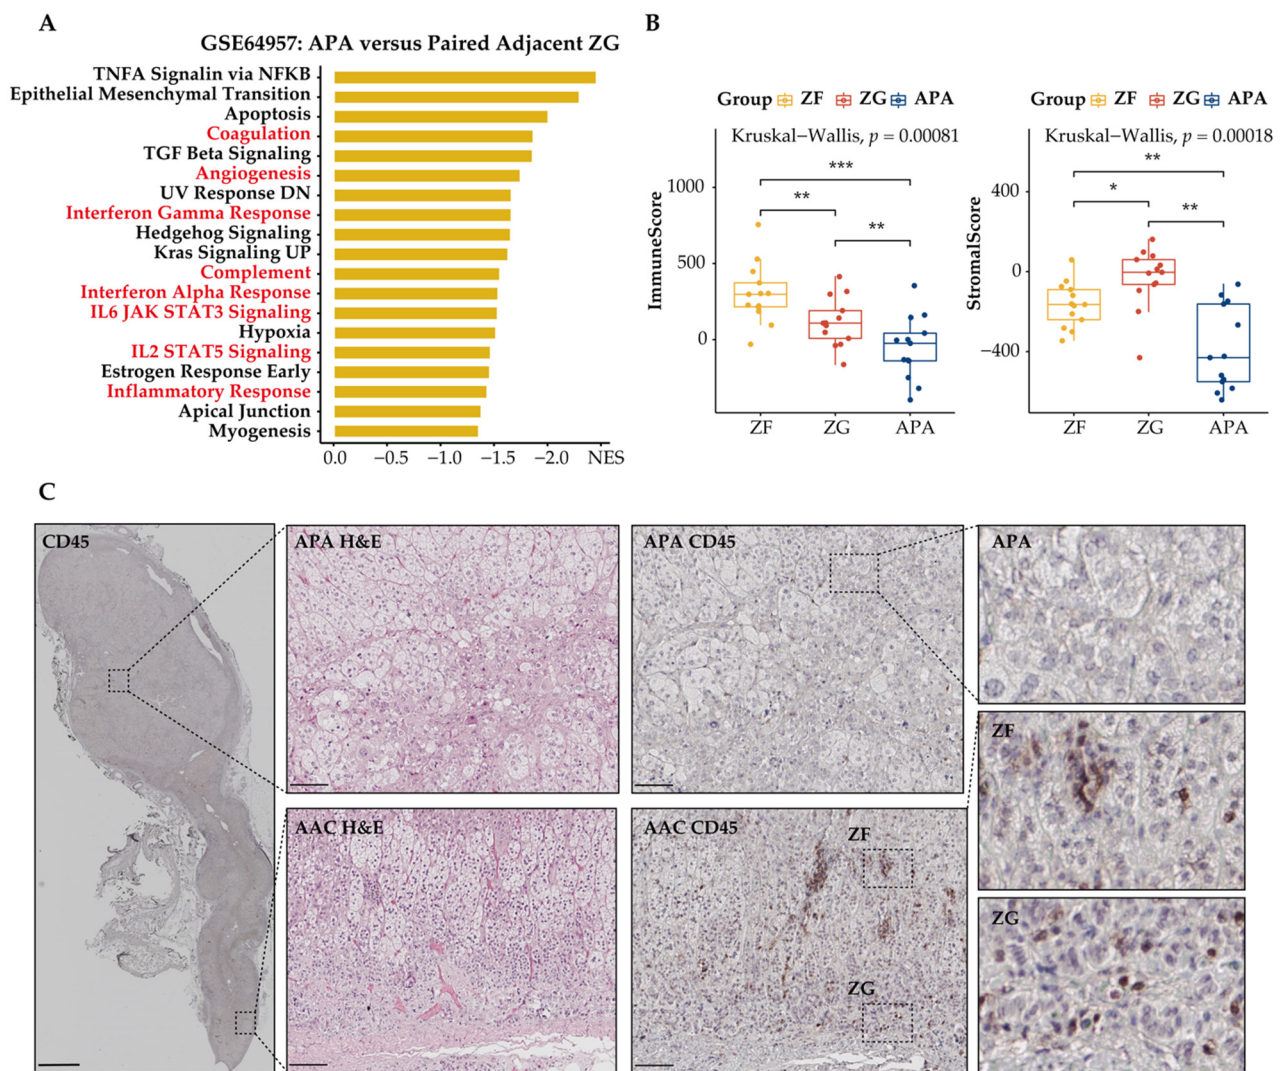 A
GSE64957: APA versus Paired Adjacent ZG
TNFA Signalin via NFKB
Epithelial Mesenchymal Transition
Apoptosis
Coagulation
TGF Beta Signaling
Angiogenesis
UV Response DN
Interferon Gamma Response
Hedgehog Signaling
Kras Signaling UP
Complement
Interferon Alpha Response
IL6 JAK STAT3 Signaling
Hypoxia
IL2 STAT5 Signaling
Estrogen Response Early
Inflammatory Response
Apical Junction
Myogenesis
0.0 −0.5 −1.0 −1.5 −2.0 NES
B
Group ZF ZG APA
Kruskal−Wallis, p = 0.00081
***
**
**
ImmuneScore
1000
500
0
ZF ZG APA
Group ZF ZG APA
Kruskal−Wallis, p = 0.00018
**
*
**
StromalScore
400
0
−400
ZF ZG APA
C
CD45
APA H&E
APA CD45
APA
ZF
AAC H&E
AAC CD45
ZF
ZG
ZG